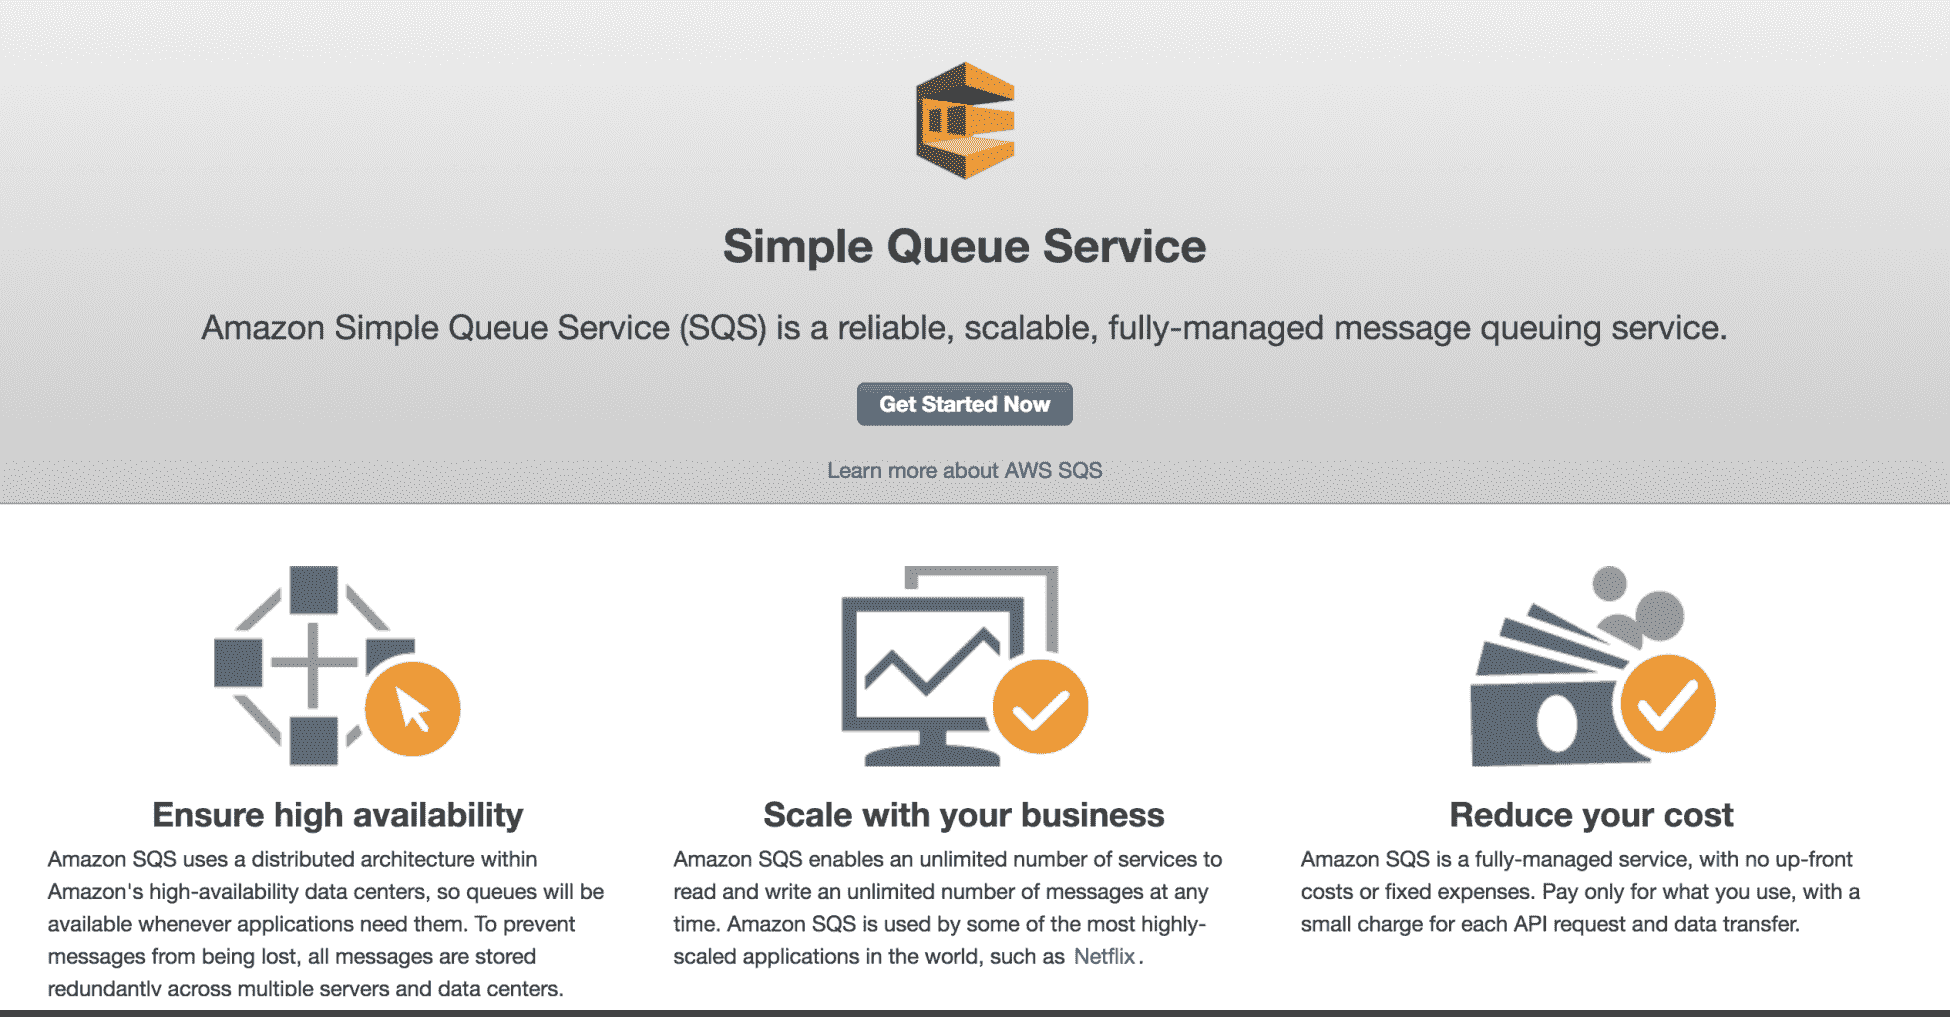 Simple Queue Service
Amazon Simple Queue Service (SQS) is a reliable, scalable, fully-managed message queuing service.
Get Started Now
Learn more about AWS SQS
Ensure high availability
Amazon SQS uses a distributed architecture within
Amazon's high-availability data centers, so queues will be
available whenever applications need them. To prevent
messages from being lost, all messages are stored
redundantly across multiple servers and data centers.
Scale with your business
Amazon SQS enables an unlimited number of services to
read and write an unlimited number of messages at any
time. Amazon SQS is used by some of the most highly-
scaled applications in the world, such as Netflix.
Reduce your cost
Amazon SQS is a fully-managed service, with no up-front
costs or fixed expenses. Pay only for what you use, with a
small charge for each API request and data transfer.